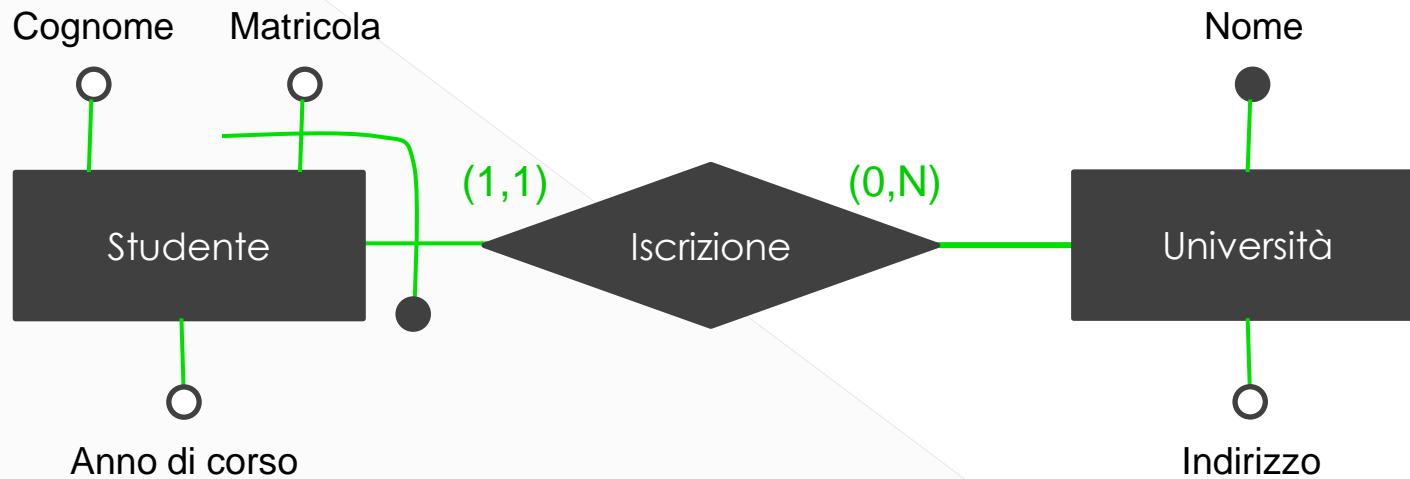 Cognome Matricola Nome
(1,1) (0,N)
Studente Iscrizione Università
Anno di corso Indirizzo